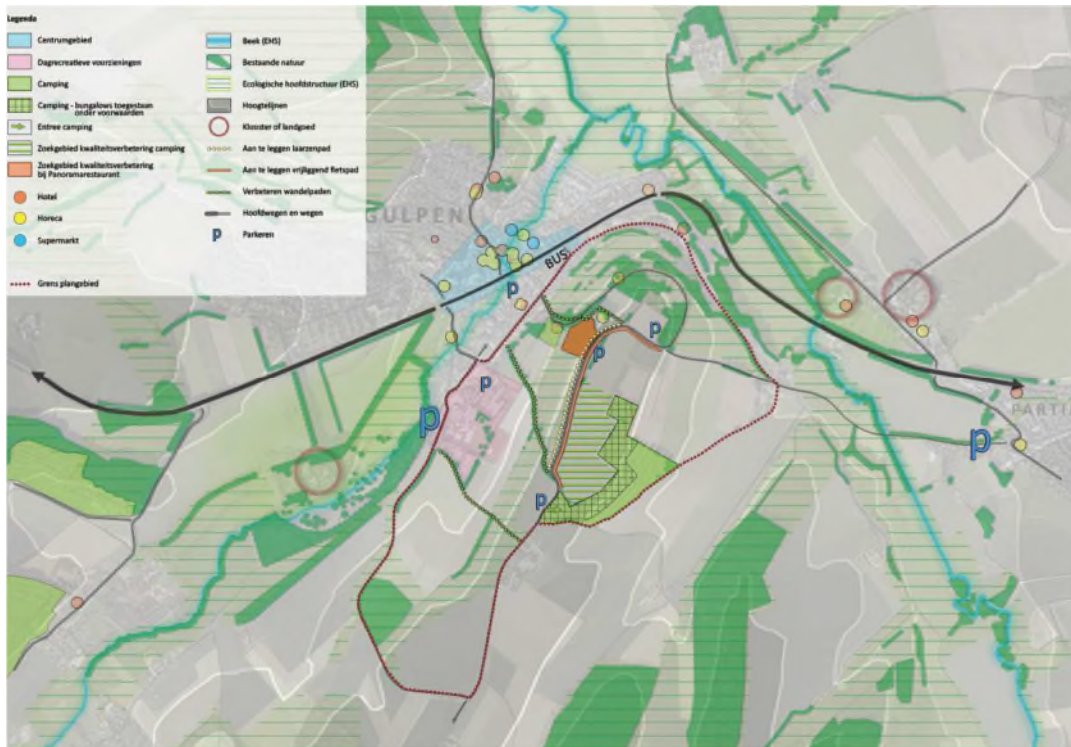 Legenda
Centrumgebied
Dagrecreatieve voorzieningen
Camping
Camping - bungalows toegestaan
onder voorwaarden
Entree camping
Zoekgebied kwaliteitsverbetering camping
Zoekgebied kwaliteitsverbetering
bij Panoramarestaurant
Hotel
Horeca
Supermarkt
Grens plangebied
Beek (EHS)
Bestaande natuur
Ecologische hoofdstructuur (EHS)
Hoogtelijnen
Klooster of landgoed
Aan te leggen laarzenpad
Aan te leggen vrijliggend fietspad
Verbeteren wandelpaden
Hoofdwegen en wegen
P Parkeren
GULPEN
BUS
P
P
P
P
P
P
P
PARTIJ